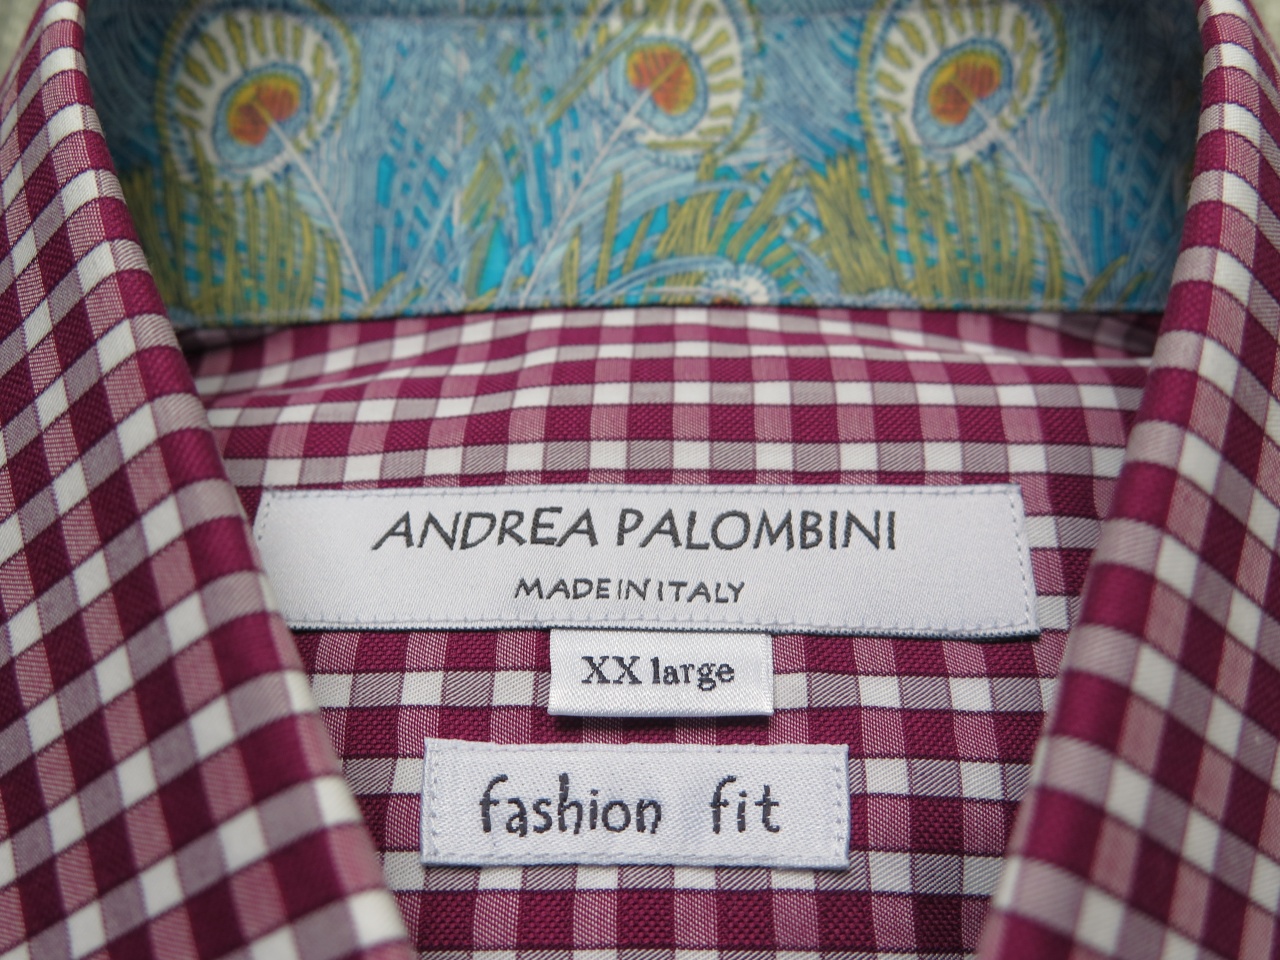 ANDREA PALOMBINI
MADE IN ITALY
XX large
fashion fit